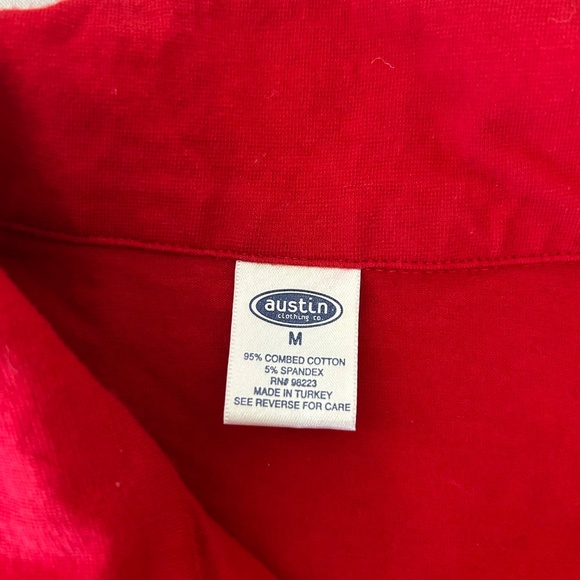 austin
clothing co.
M
95% COMBED COTTON
5% SPANDEX
RN# 98223
MADE IN TURKEY
SEE REVERSE FOR CARE